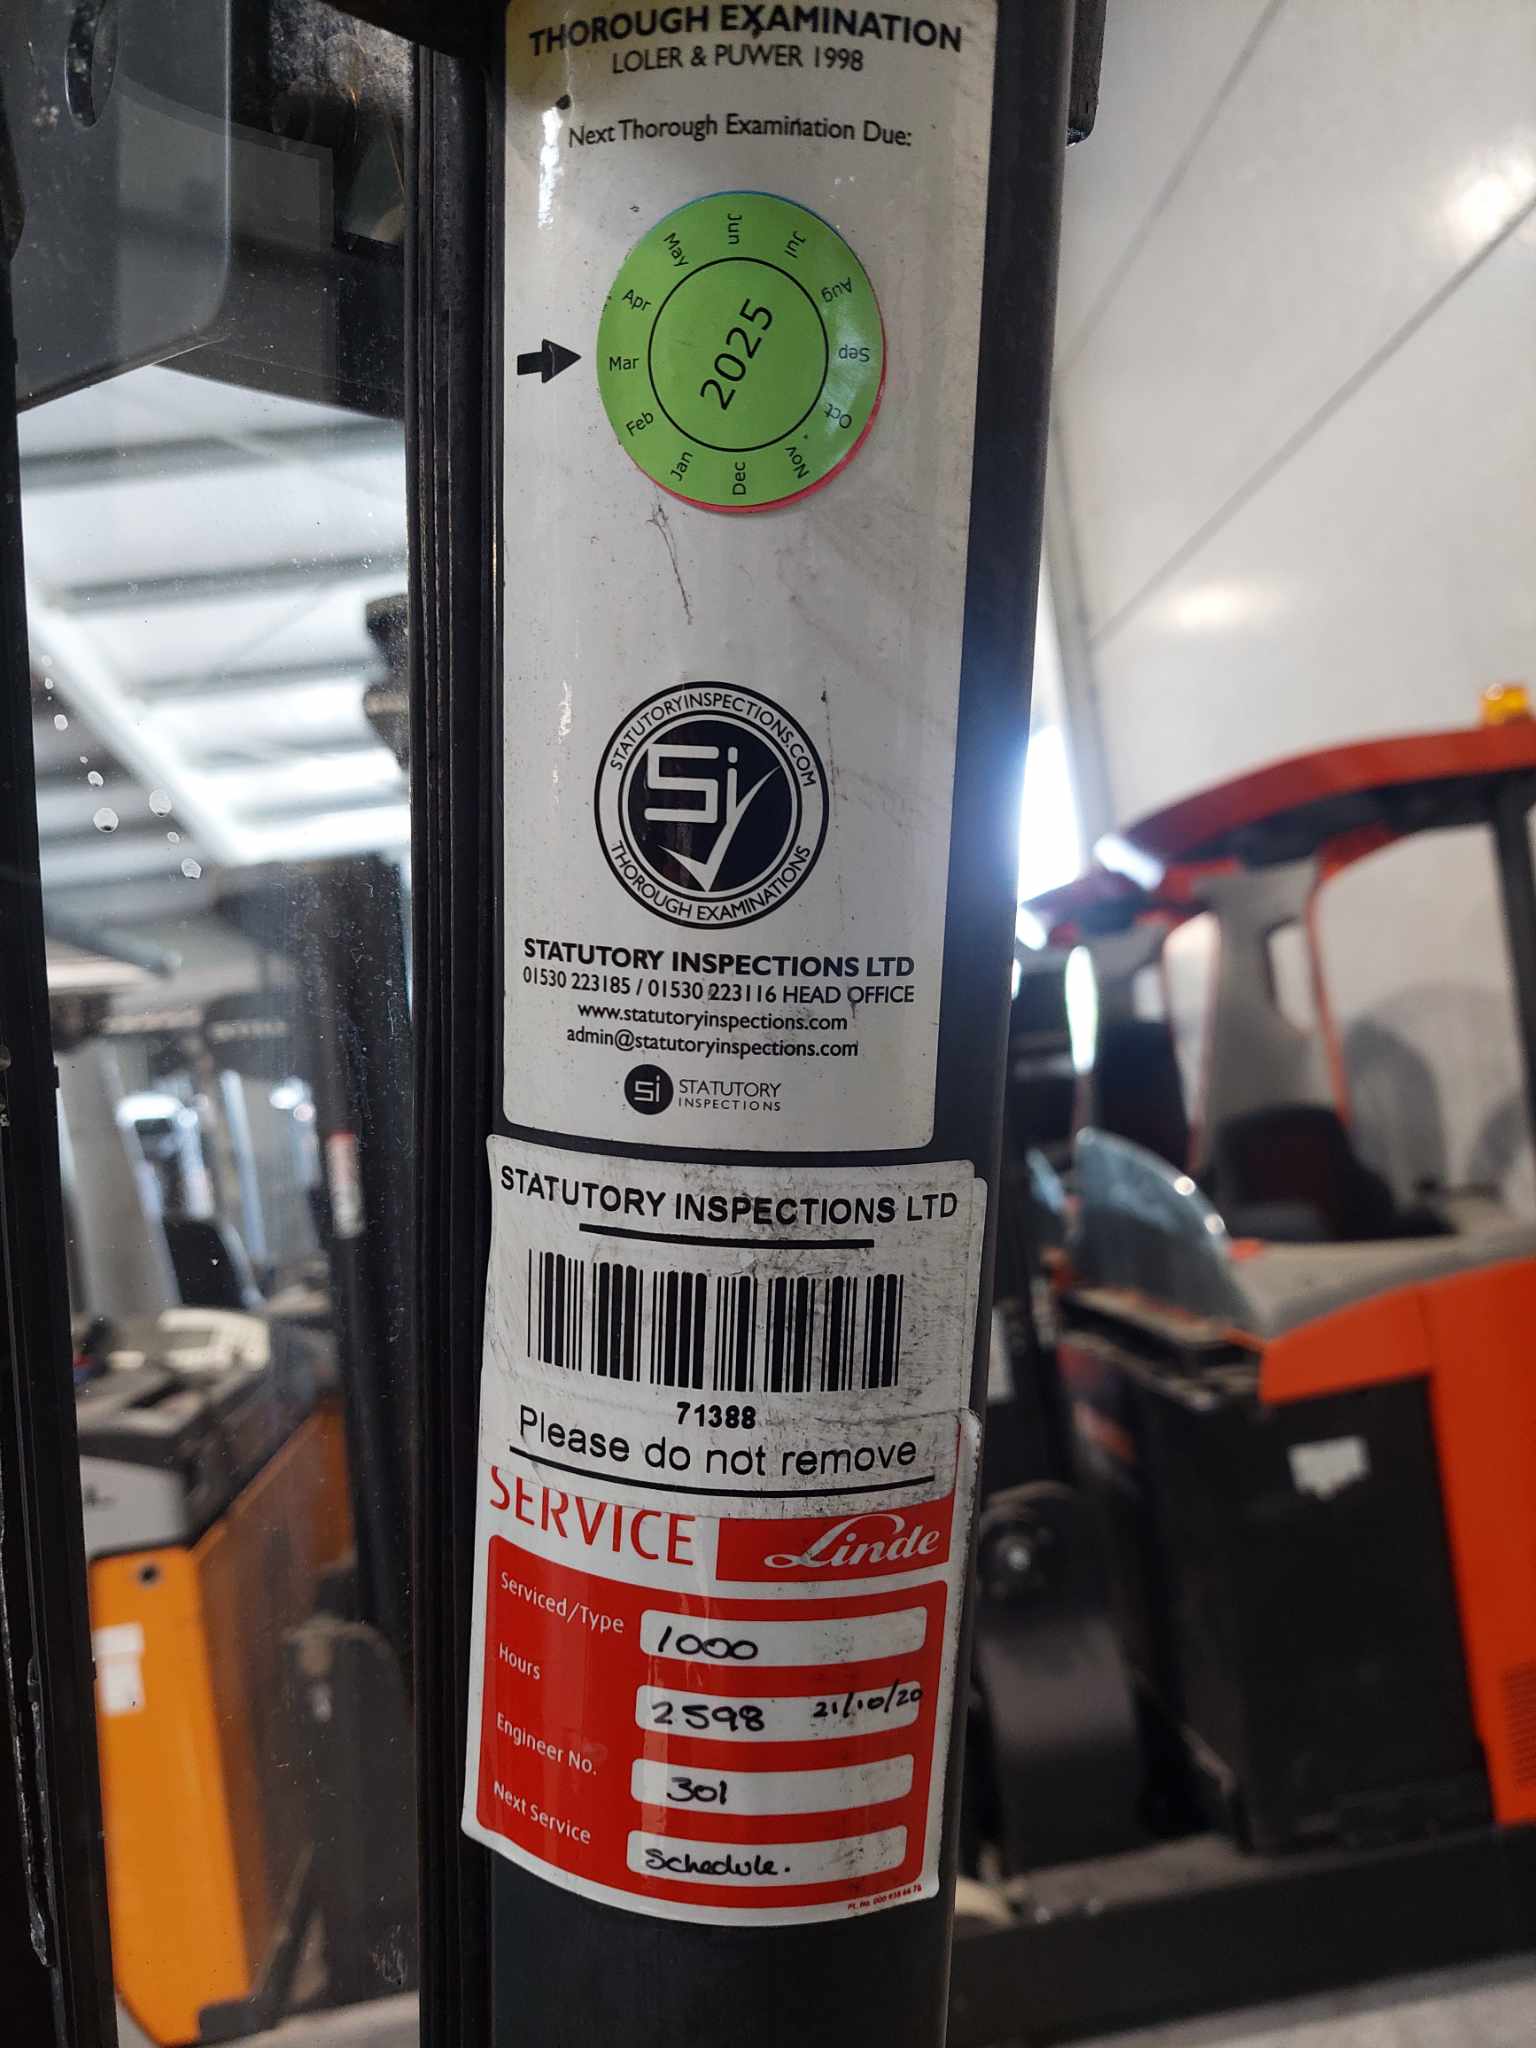 THOROUGH EXAMINATION
LOLER & PUWER 1998
Next Thorough Examination Due:
Jan Feb Mar Apr May Jun Jul Aug Sep Oct Nov Dec
2025
STATUTORYINSPECTIONS.COM
Si
THOROUGH EXAMINATIONS
STATUTORY INSPECTIONS LTD
01530 223185 / 01530 223116 HEAD OFFICE
www.statutoryinspections.com
admin@statutoryinspections.com
si STATUTORY
INSPECTIONS
STATUTORY INSPECTIONS LTD
71388
Please do not remove
SERVICE Linde
Serviced/Type 1000
Hours 2598 21/10/20
Engineer No. 301
Next Service Schedule.